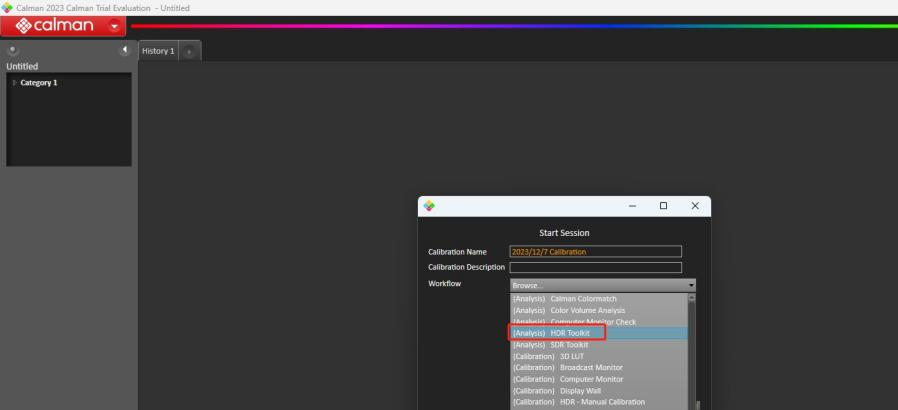 Calman 2023 Calman Trial Evaluation - Untitled
calman
History 1 +
Untitled
Category 1
Start Session
Calibration Name 2023/12/7 Calibration
Calibration Description
Workflow Browse...
(Analysis) Calman Colormatch
(Analysis) Color Volume Analysis
(Analysis) Computer Monitor Check
(Analysis) HDR Toolkit
(Analysis) SDR Toolkit
(Calibration) 3D LUT
(Calibration) Broadcast Monitor
(Calibration) Computer Monitor
(Calibration) Display Wall
(Calibration) HDR - Manual Calibration